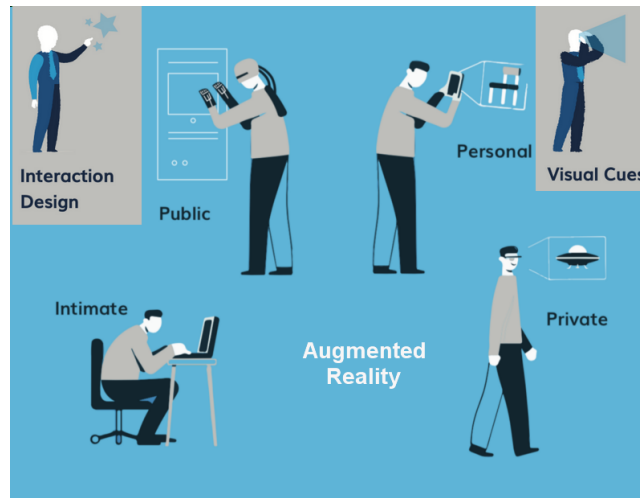 Interaction
Design
Public
Personal
Visual Cues
Intimate
Private
Augmented
Reality